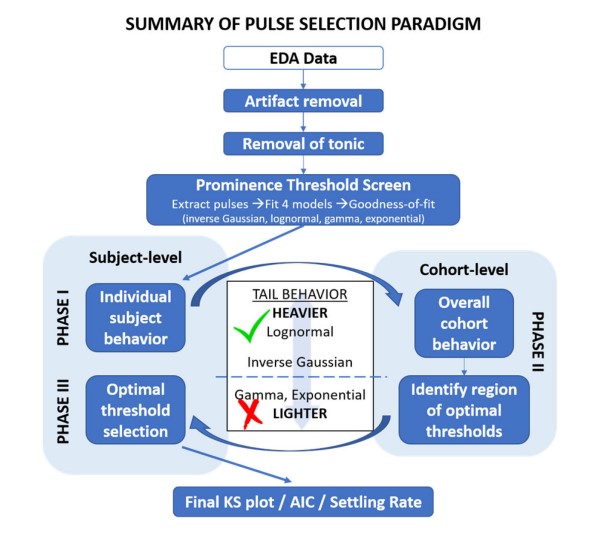 SUMMARY OF PULSE SELECTION PARADIGM
EDA Data
Artifact removal
Removal of tonic
Prominence Threshold Screen
Extract pulses →Fit 4 models →Goodness-of-fit
(inverse Gaussian, lognormal, gamma, exponential)
Subject-level
PHASE I
Individual
subject
behavior
TAIL BEHAVIOR
HEAVIER
Lognormal
Inverse Gaussian
Gamma, Exponential
LIGHTER
Cohort-level
Overall
cohort
behavior
PHASE II
Identify region
of optimal
thresholds
PHASE III
Optimal
threshold
selection
Final KS plot / AIC / Settling Rate